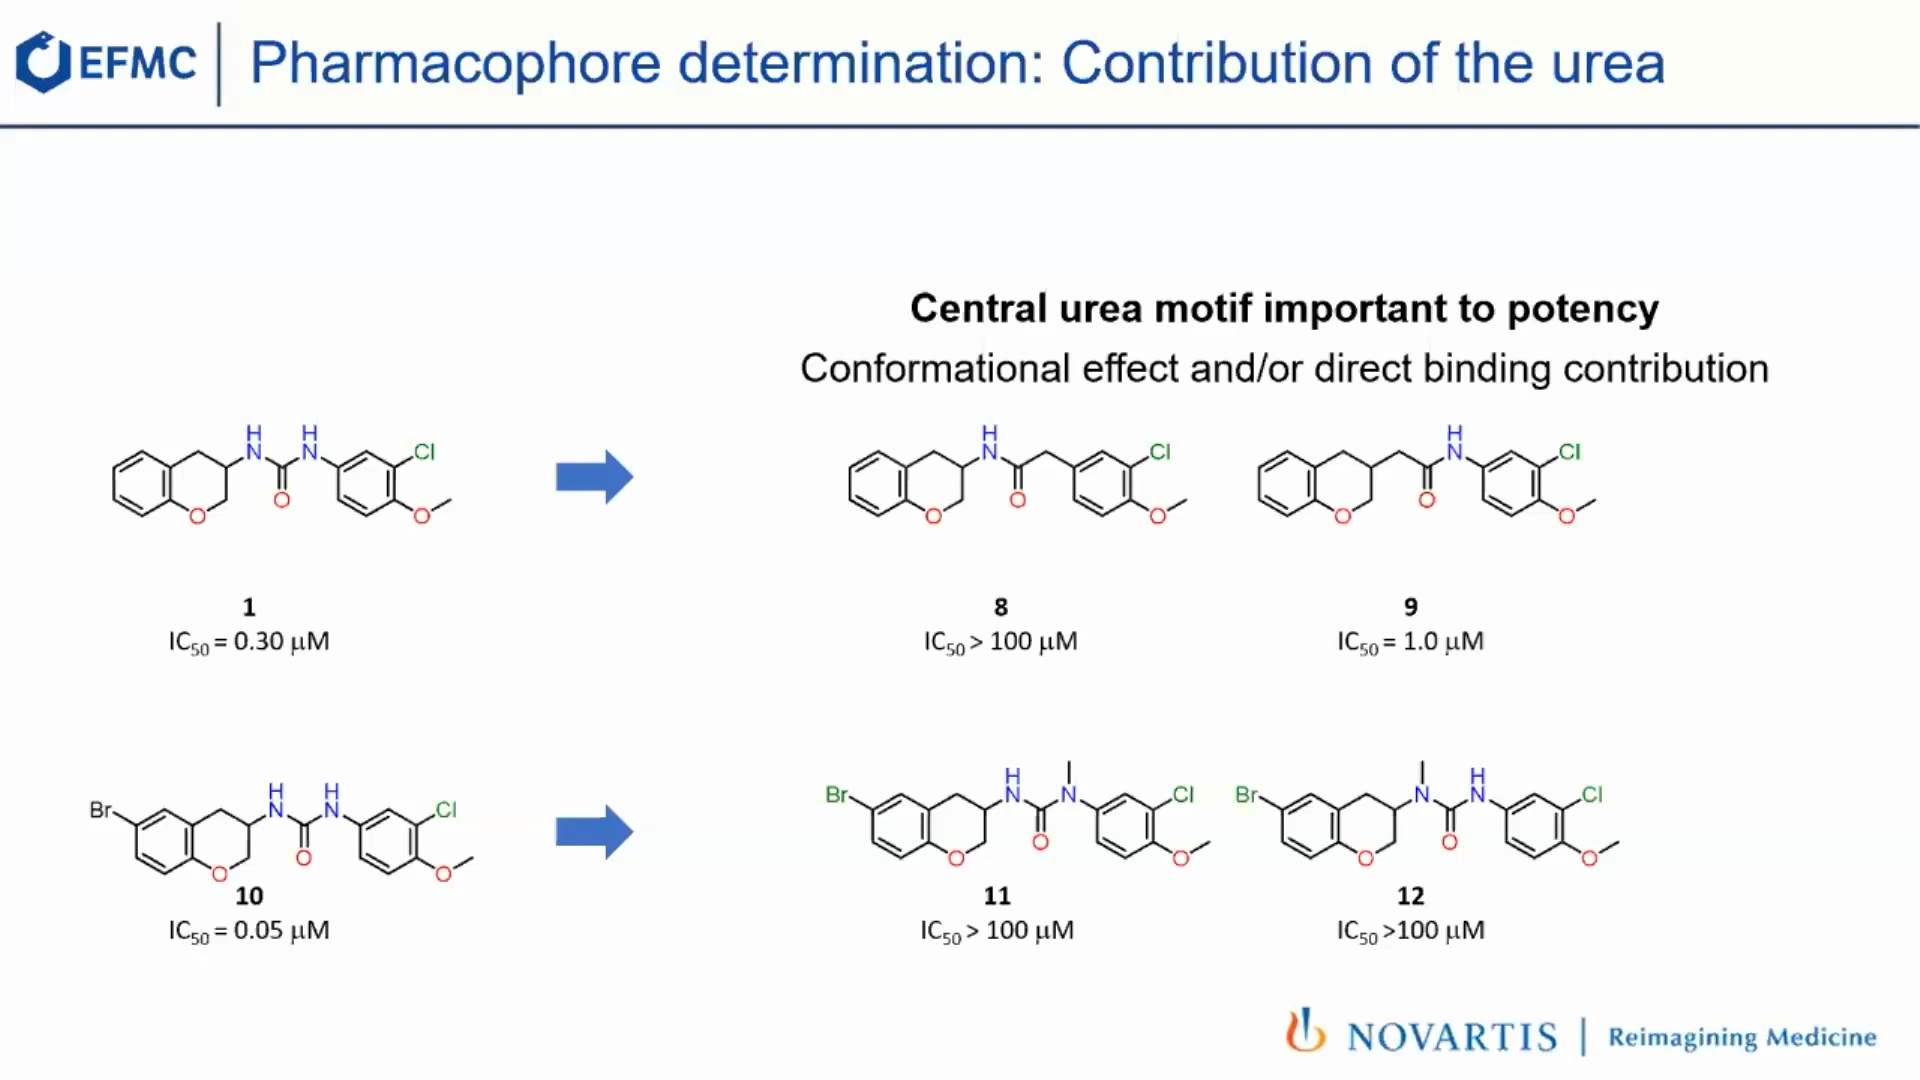 EFMC
Pharmacophore determination: Contribution of the urea
Central urea motif important to potency
Conformational effect and/or direct binding contribution
H H
N N Cl
O O O
1
IC50 = 0.30 µM
H
N Cl
O O O
8
IC50 > 100 µM
H
N Cl
O O O
9
IC50 = 1.0 µM
H H
Br N N Cl
O O O
10
IC50 = 0.05 µM
H
Br N N Cl
O O O
11
IC50 > 100 µM
H
Br N N Cl
O O O
12
IC50 >100 µM
NOVARTIS | Reimagining Medicine